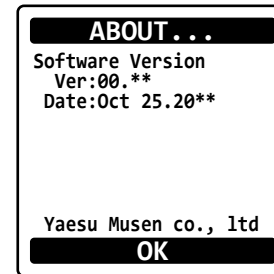 ABOUT...
Software Version
Ver:00.**
Date:Oct 25.20**
Yaesu Musen co., ltd
OK